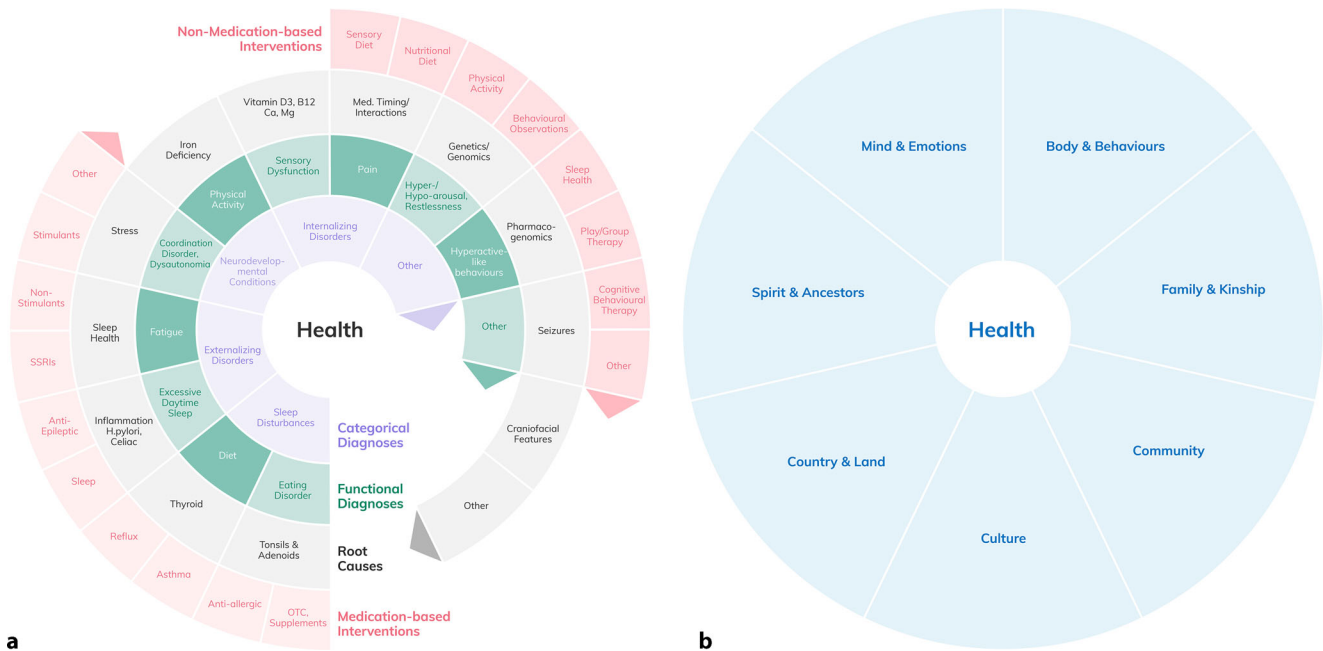 Non-Medication-based
Interventions
Sensory
Diet
Nutritional
Diet
Physical
Activity
Behavioural
Observations
Sleep
Health
Play/Group
Therapy
Cognitive
Behavioural
Therapy
Other
Vitamin D3, B12
Ca, Mg
Med. Timing/
Interactions
Genetics/
Genomics
Pharmaco-
genomics
Seizures
Craniofacial
Features
Other
Iron
Deficiency
Stress
Sleep
Health
Inflammation
H.pylori,
Celiac
Thyroid
Tonsils &
Adenoids
Root
Causes
Sensory
Dysfunction
Pain
Hyper-/
Hypo-arousal,
Restlessness
Hyperactive-
like
behaviours
Other
Physical
Activity
Coordination
Disorder,
Dysautonomia
Fatigue
Excessive
Daytime
Sleep
Diet
Eating
Disorder
Functional
Diagnoses
Internalizing
Disorders
Other
Neurodevelop-
mental
Conditions
Externalizing
Disorders
Sleep
Disturbances
Categorical
Diagnoses
Health
Other
Stimulants
Non-
Stimulants
SSRIs
Anti-
Epileptic
Sleep
Reflux
Asthma
Anti-allergic
OTC,
Supplements
Medication-based
Interventions
a
Mind & Emotions
Body & Behaviours
Spirit & Ancestors
Family & Kinship
Health
Country & Land
Community
Culture
b